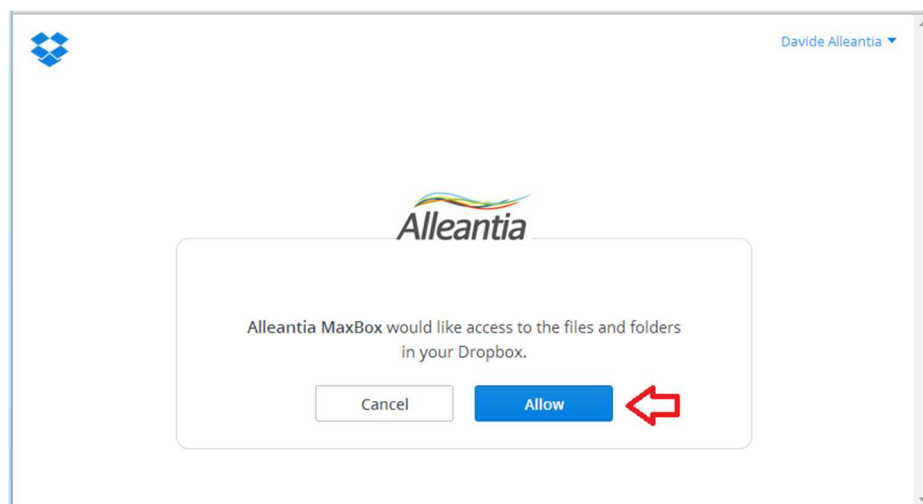 Davide Alleantia
Alleantia
Alleantia MaxBox would like access to the files and folders
in your Dropbox.
Cancel
Allow